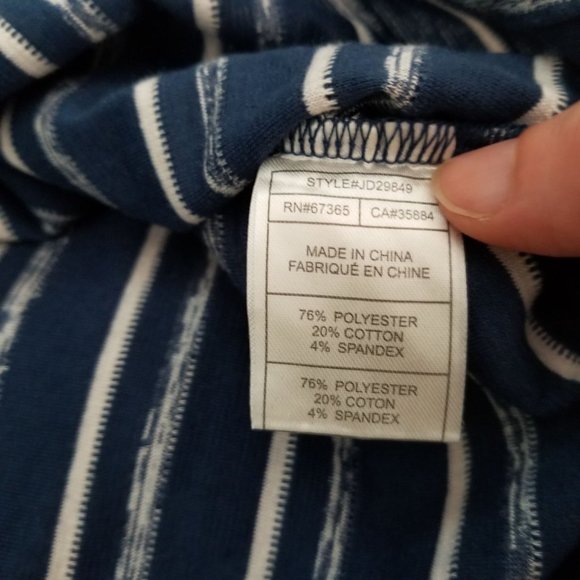 STYLE#JD29849
RN#67365 CA#35884
MADE IN CHINA
FABRIQUÉ EN CHINE
76% POLYESTER
20% COTTON
4% SPANDEX
76% POLYESTER
20% COTON
4% SPANDEX